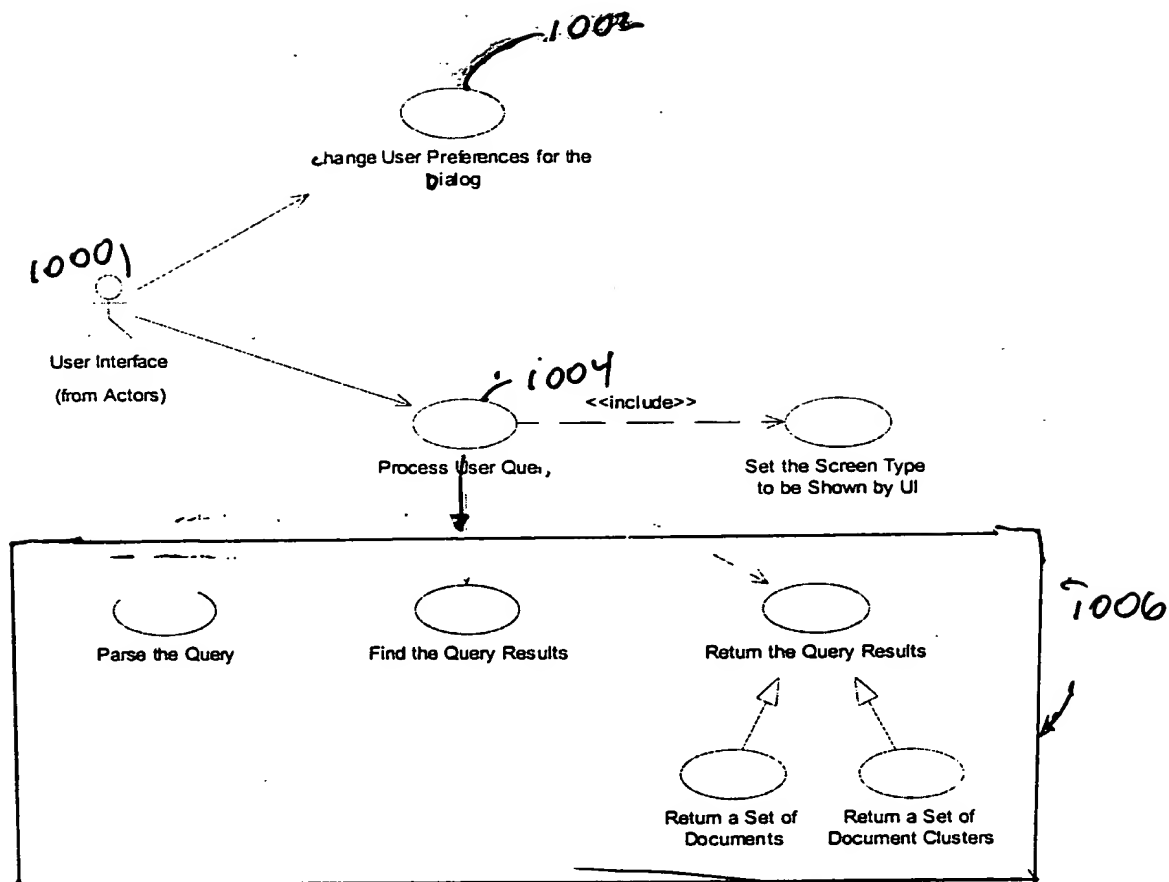 1002
change User Preferences for the
Dialog
1000
User Interface
(from Actors)
1004
<<include>>
Process User
Set the Screen Type
to be Shown by UI
1006
Parse the Query
Find the Query Results
Return the Query Results
Return a Set of
Documents
Return a Set of
Document Clusters